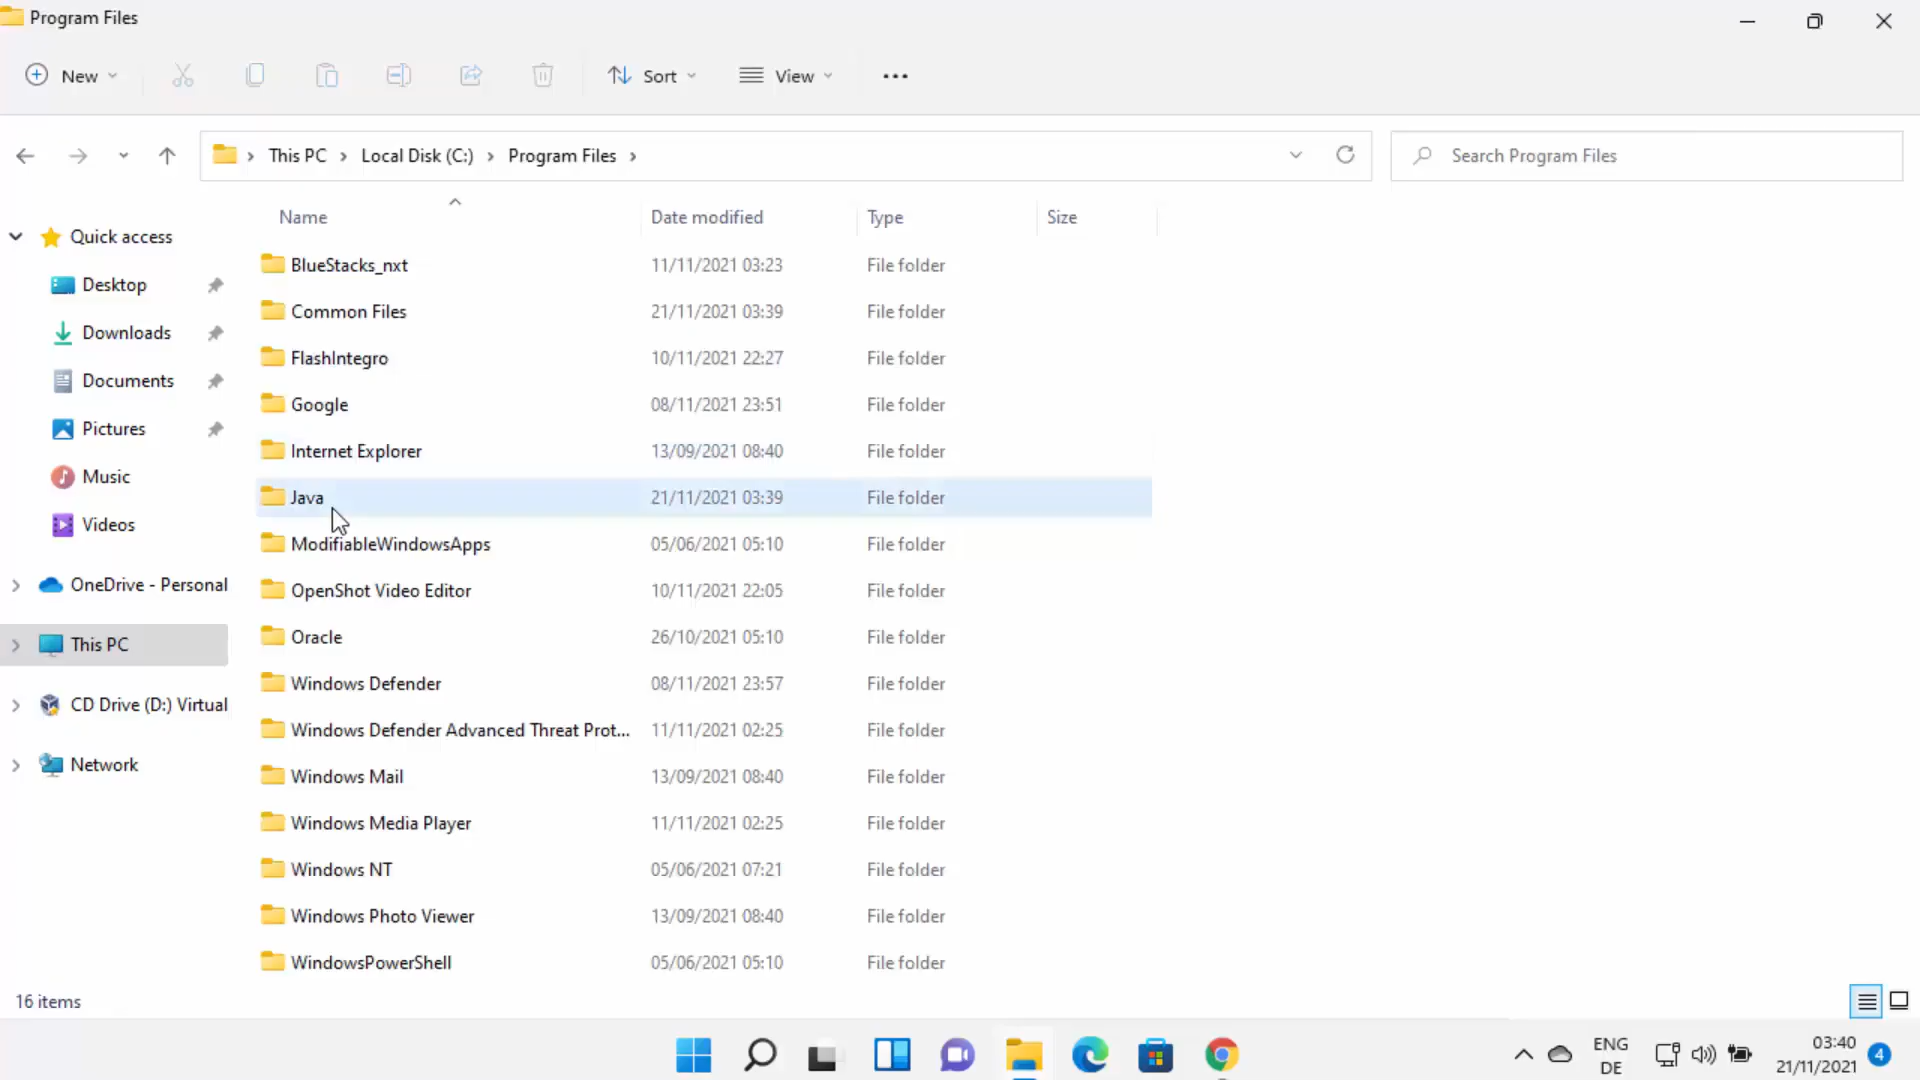 Program Files
New
Sort
View
This PC
Local Disk (C:)
Program Files
Search Program Files
Name
Date modified
Type
Size
Quick access
Desktop
Downloads
Documents
Pictures
Music
Videos
OneDrive - Personal
This PC
CD Drive (D:) Virtual
Network
BlueStacks_nxt 11/11/2021 03:23 File folder
Common Files 21/11/2021 03:39 File folder
FlashIntegro 10/11/2021 22:27 File folder
Google 08/11/2021 23:51 File folder
Internet Explorer 13/09/2021 08:40 File folder
Java 21/11/2021 03:39 File folder
ModifiableWindowsApps 05/06/2021 05:10 File folder
OpenShot Video Editor 10/11/2021 22:05 File folder
Oracle 26/10/2021 05:10 File folder
Windows Defender 08/11/2021 23:57 File folder
Windows Defender Advanced Threat Prot... 11/11/2021 02:25 File folder
Windows Mail 13/09/2021 08:40 File folder
Windows Media Player 11/11/2021 02:25 File folder
Windows NT 05/06/2021 07:21 File folder
Windows Photo Viewer 13/09/2021 08:40 File folder
WindowsPowerShell 05/06/2021 05:10 File folder
16 items
ENG
DE
03:40
21/11/2021
4